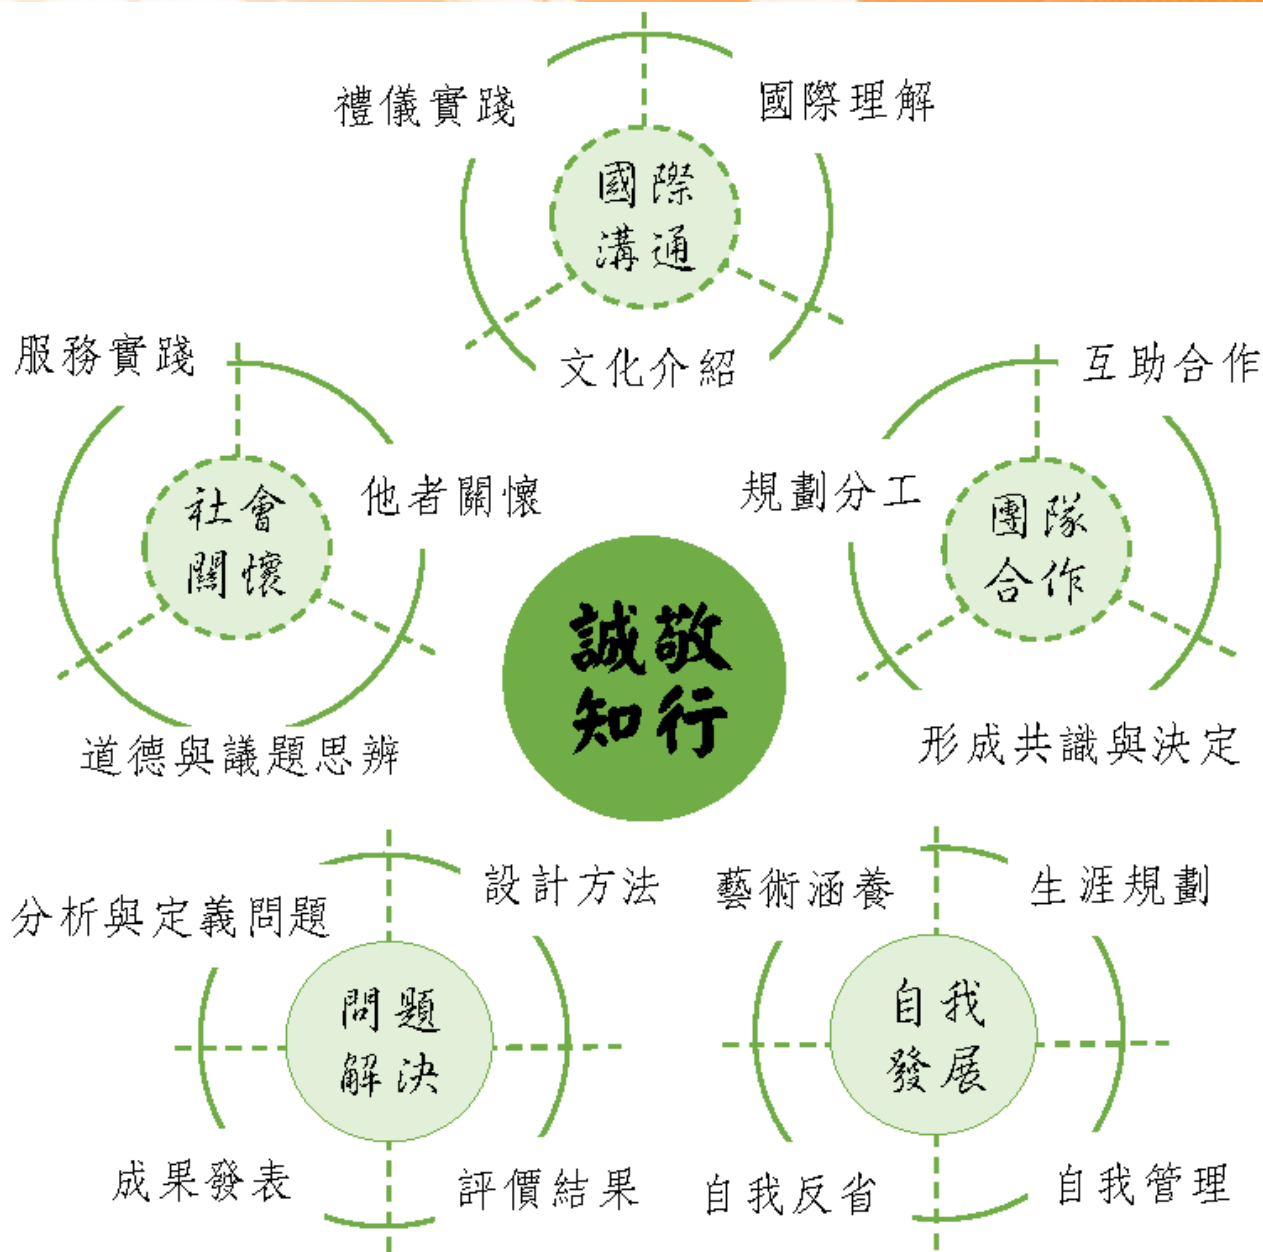 禮儀實踐
國際理解
國際
溝通
文化介紹
服務實踐
他者關懷
社會
關懷
道德與議題思辨
互助合作
規劃分工
團隊
合作
形成共識與決定
誠敬
知行
分析與定義問題
設計方法
問題
解決
成果發表
評價結果
藝術涵養
生涯規劃
自我
發展
自我反省
自我管理